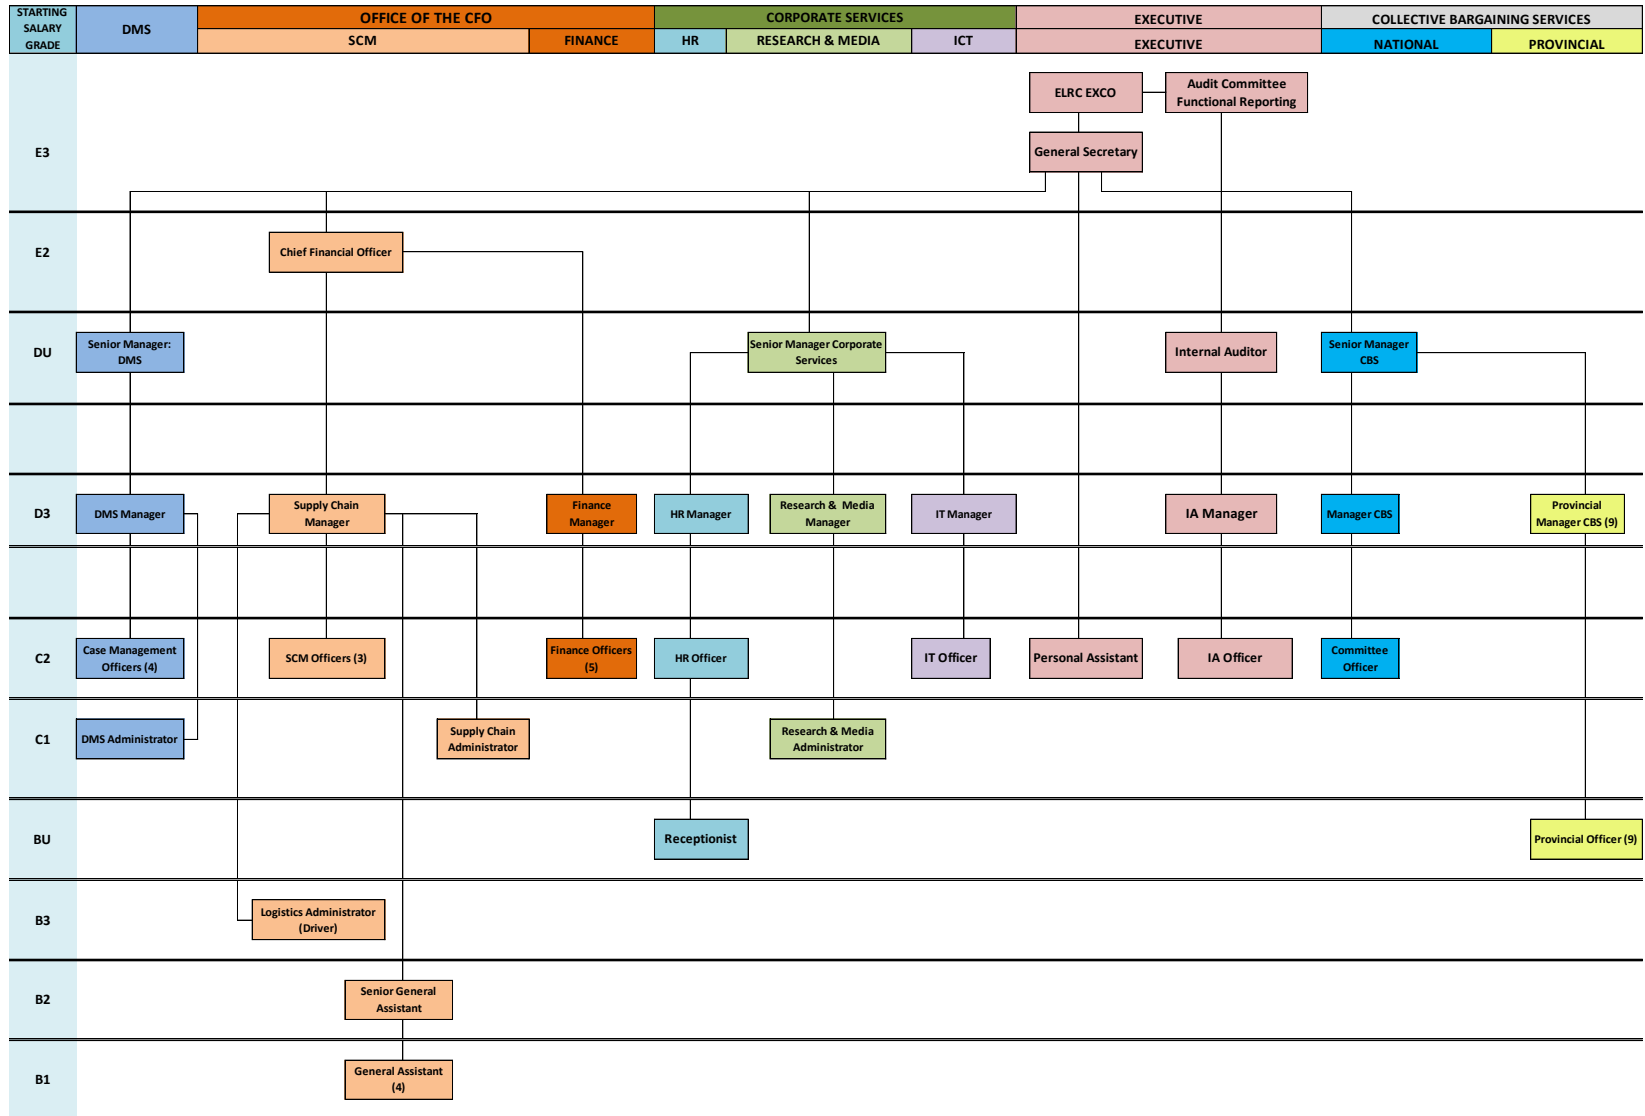 STARTING
SALARY
GRADE
DMS
OFFICE OF THE CFO
CORPORATE SERVICES
EXECUTIVE
COLLECTIVE BARGAINING SERVICES
SCM
FINANCE
HR
RESEARCH & MEDIA
ICT
EXECUTIVE
NATIONAL
PROVINCIAL
ELRC EXCO
Audit Committee
Functional Reporting
E3
General Secretary
E2
Chief Financial Officer
DU
Senior Manager:
DMS
Senior Manager Corporate
Services
Internal Auditor
Senior Manager
CBS
D3
DMS Manager
Supply Chain
Manager
Finance
Manager
HR Manager
Research & Media
Manager
IT Manager
IA Manager
Manager CBS
Provincial
Manager CBS (9)
C2
Case Management
Officers (4)
SCM Officers (3)
Finance Officers
(5)
HR Officer
IT Officer
Personal Assistant
IA Officer
Committee
Officer
C1
DMS Administrator
Supply Chain
Administrator
Research & Media
Administrator
BU
Receptionist
Provincial Officer (9)
B3
Logistics Administrator
(Driver)
B2
Senior General
Assistant
B1
General Assistant
(4)